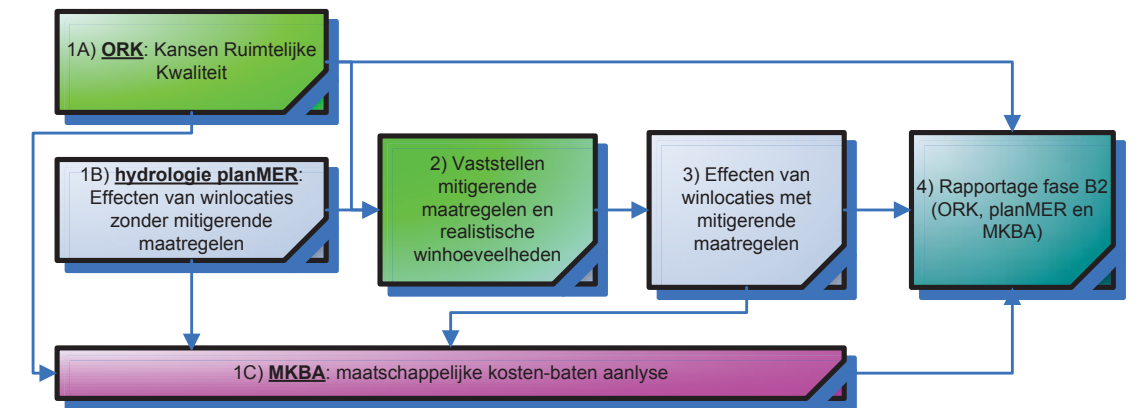 1A) ORK: Kansen Ruimtelijke
Kwaliteit
1B) hydrologie planMER:
Effecten van winlocaties
zonder mitigerende
maatregelen
2) Vaststellen
mitigerende
maatregelen en
realistische
winhoeveelheden
3) Effecten van
winlocaties met
mitigerende
maatregelen
4) Rapportage fase B2
(ORK, planMER en
MKBA)
1C) MKBA: maatschappelijke kosten-baten aanlyse